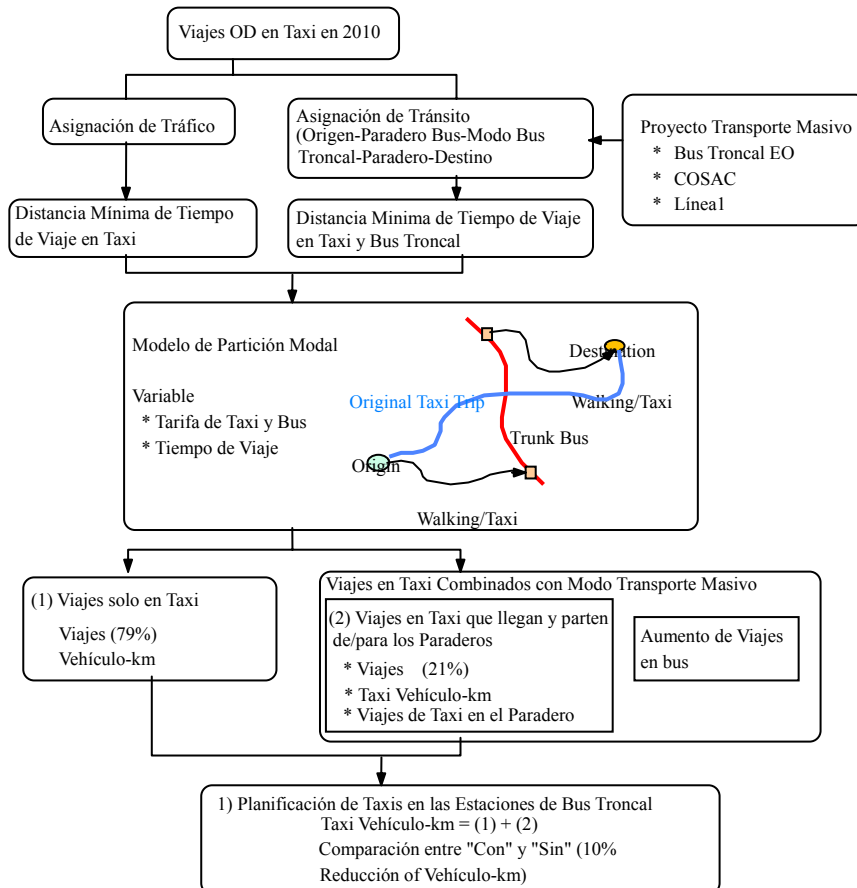 Viajes OD en Taxi en 2010
Asignación de Tráfico
Asignación de Tránsito
(Origen-Paradero Bus-Modo Bus
Troncal-Paradero-Destino
Proyecto Transporte Masivo
* Bus Troncal EO
* COSAC
* Línea1
Distancia Mínima de Tiempo
de Viaje en Taxi
Distancia Minima de Tiempo de Viaje
en Taxi y Bus Troncal
Modelo de Partición Modal
Variable
* Tarifa de Taxi y Bus
* Tiempo de Viaje
Destination
Original Taxi Trip
Walking/Taxi
Trunk Bus
Origin
Walking/Taxi
(1) Viajes solo en Taxi
Viajes (79%)
Vehículo-km
Viajes en Taxi Combinados con Modo Transporte Masivo
(2) Viajes en Taxi que llegan y parten
de/para los Paraderos
* Viajes (21%)
* Taxi Vehículo-km
* Viajes de Taxi en el Paradero
Aumento de Viajes
en bus
1) Planificación de Taxis en las Estaciones de Bus Troncal
Taxi Vehículo-km = (1) + (2)
Comparación entre "Con" y "Sin" (10%
Reducción of Vehículo-km)